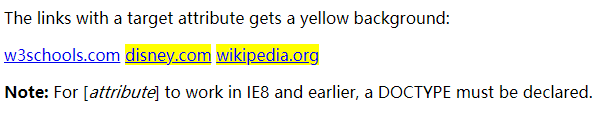 The links with a target attribute gets a yellow background:
w3schools.com disney.com wikipedia.org
Note: For [attribute] to work in IE8 and earlier, a DOCTYPE must be declared.